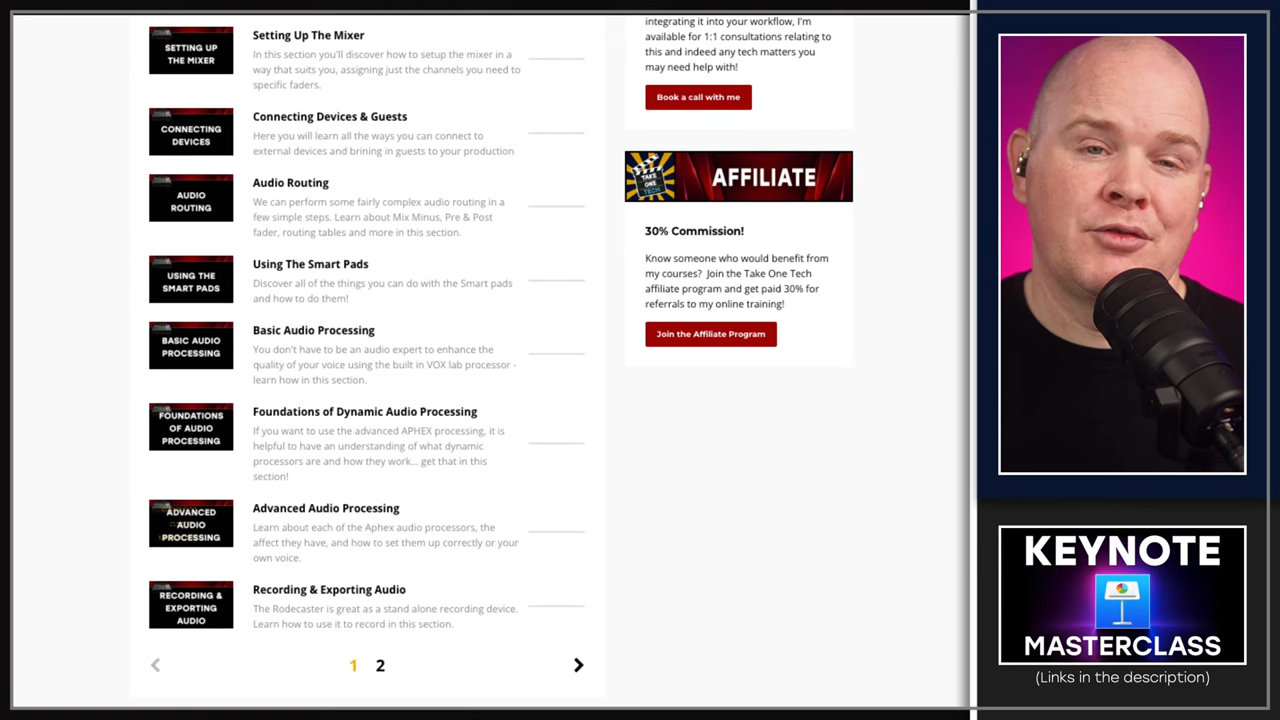 SETTING UP
THE MIXER
Setting Up The Mixer
In this section you'll discover how to setup the mixer in a
way that suits you, assigning just the channels you need to
specific faders.
CONNECTING
DEVICES
Connecting Devices & Guests
Here you will learn all the ways you can connect to
external devices and brining in guests to your production
AUDIO
ROUTING
Audio Routing
We can perform some fairly complex audio routing in a
few simple steps. Learn about Mix Minus, Pre & Post
fader, routing tables and more in this section.
USING THE
SMART PADS
Using The Smart Pads
Discover all of the things you can do with the Smart pads
and how to do them!
BASIC AUDIO
PROCESSING
Basic Audio Processing
You don't have to be an audio expert to enhance the
quality of your voice using the built in VOX lab processor -
learn how in this section.
FOUNDATIONS
OF AUDIO
PROCESSING
Foundations of Dynamic Audio Processing
If you want to use the advanced APHEX processing, it is
helpful to have an understanding of what dynamic
processors are and how they work... get that in this
section!
ADVANCED
AUDIO
PROCESSING
Advanced Audio Processing
Learn about each of the Aphex audio processors, the
affect they have, and how to set them up correctly or your
own voice.
RECORDING &
EXPORTING
AUDIO
Recording & Exporting Audio
The Rodecaster is great as a stand alone recording device.
Learn how to use it to record in this section.
1 2
integrating it into your workflow, I'm
available for 1:1 consultations relating to
this and indeed any tech matters you
may need help with!
Book a call with me
TAKE
ONE
TECH
AFFILIATE
30% Commission!
Know someone who would benefit from
my courses? Join the Take One Tech
affiliate program and get paid 30% for
referrals to my online training!
Join the Affiliate Program
KEYNOTE
MASTERCLASS
(Links in the description)